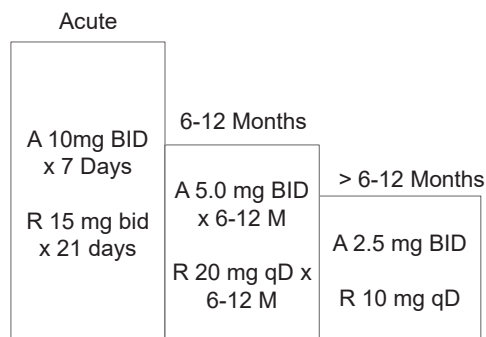 Acute
A 10mg BID
x 7 Days
R 15 mg bid
x 21 days
6-12 Months
A 5.0 mg BID
x 6-12 M
R 20 mg qD x
6-12 M
> 6-12 Months
A 2.5 mg BID
R 10 mg qD